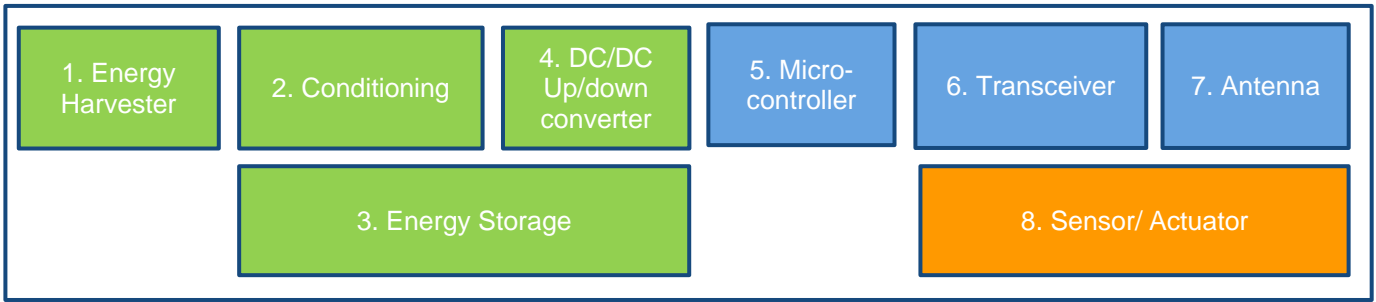 1. Energy
Harvester
2. Conditioning
4. DC/DC
Up/down
converter
5. Micro-
controller
6. Transceiver
7. Antenna
3. Energy Storage
8. Sensor/ Actuator